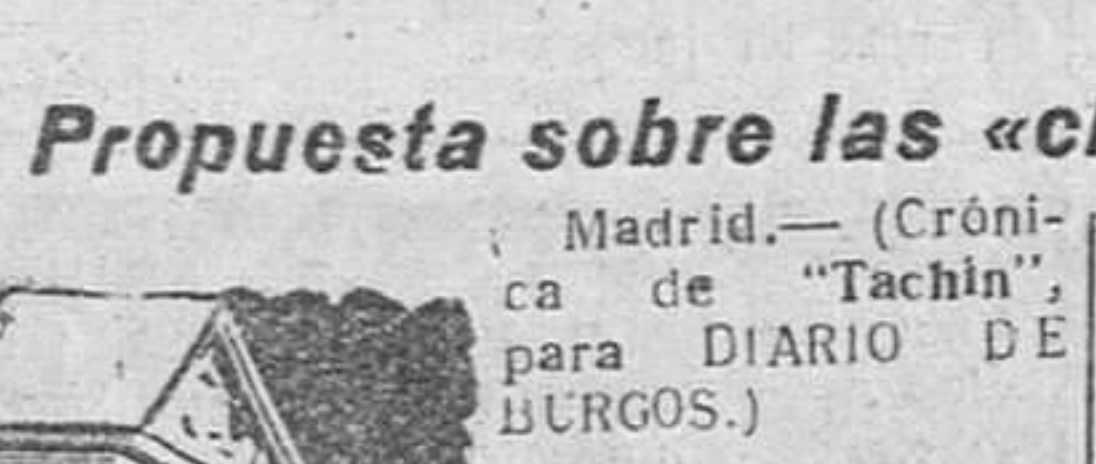 Propuesta sobre las «
Madrid.— (Cróni-
ca de "Tachin",
para DIARIO DE
BURGOS.)